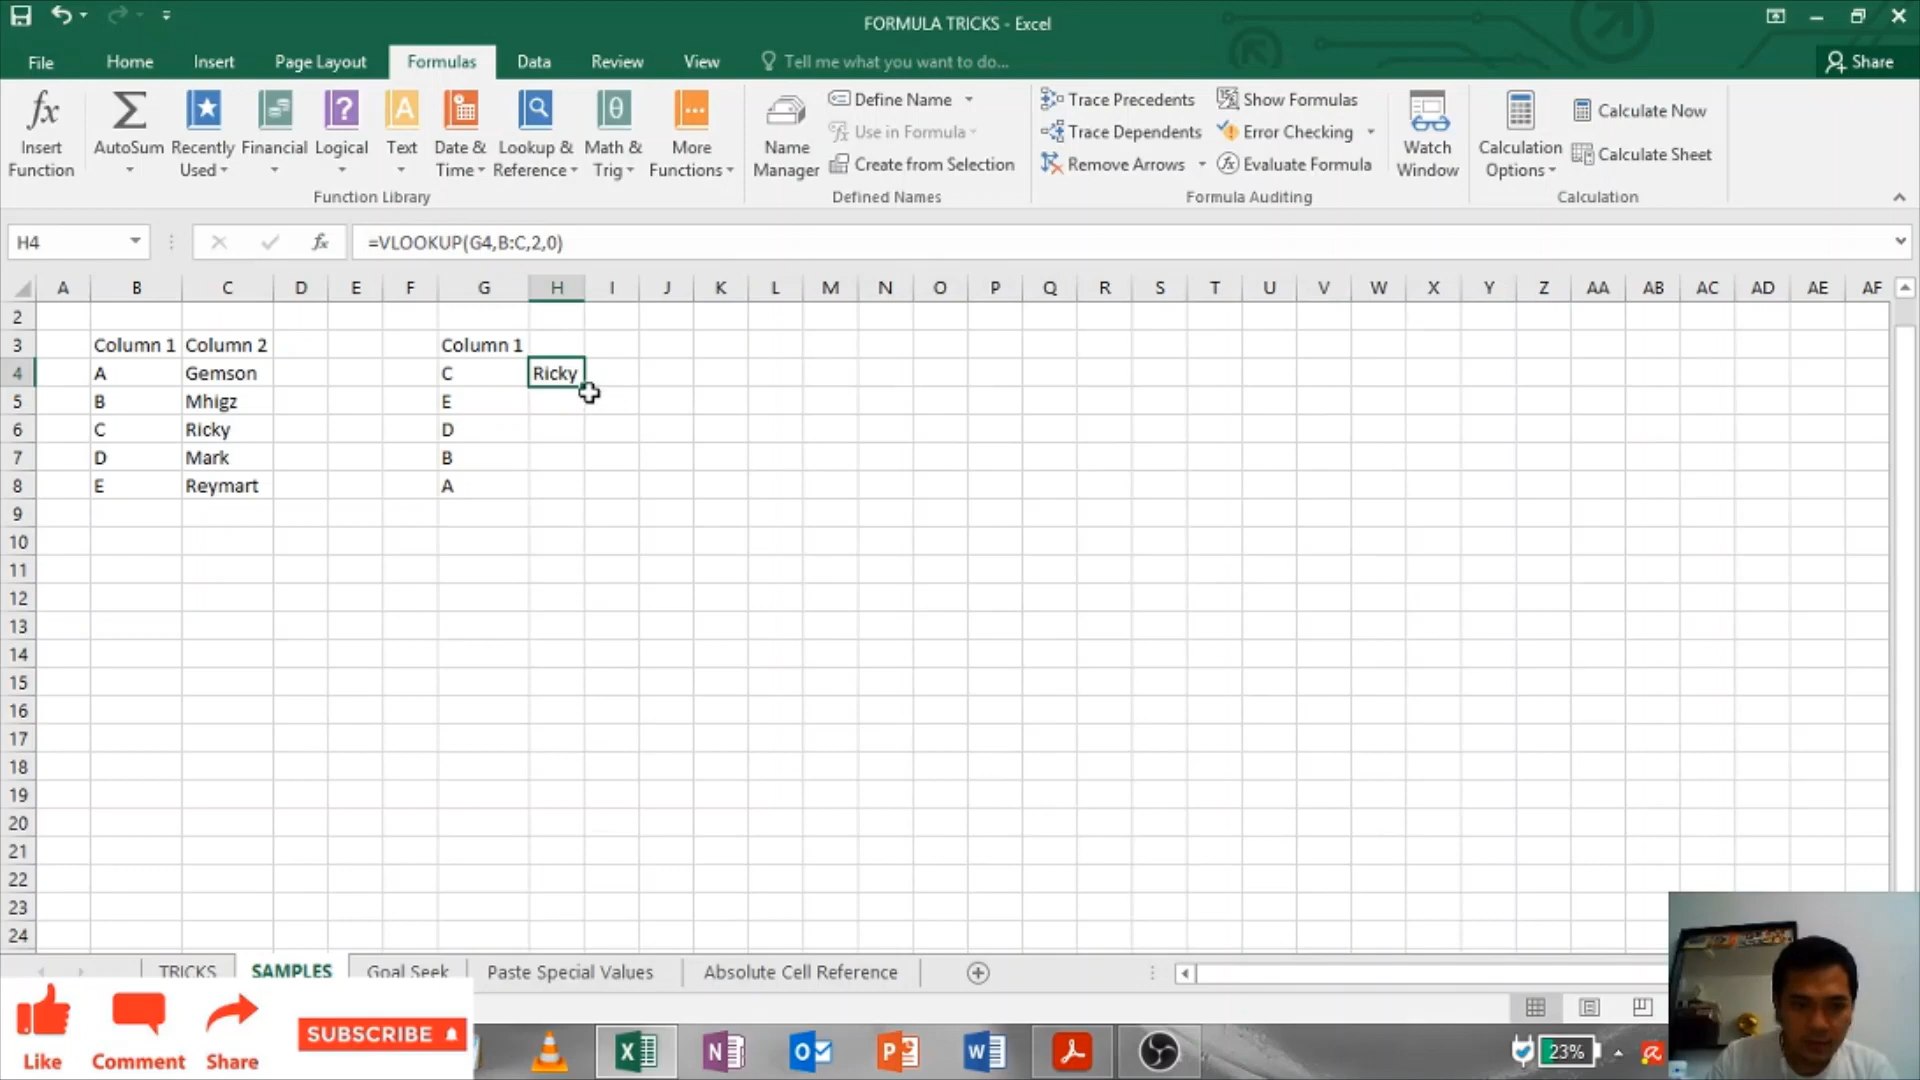 FORMULA TRICKS - Excel
File Home Insert Page Layout Formulas Data Review View Tell me what you want to do... Share
Insert Function
AutoSum
Recently Used
Financial
Logical
Text
Date & Time
Lookup & Reference
Math & Trig
More Functions
Function Library
Name Manager
Define Name
Use in Formula
Create from Selection
Defined Names
Trace Precedents
Trace Dependents
Remove Arrows
Show Formulas
Error Checking
Evaluate Formula
Formula Auditing
Watch Window
Calculation Options
Calculate Now
Calculate Sheet
Calculation
H4 fx =VLOOKUP(G4,B:C,2,0)
A B C D E F G H I J K L M N O P Q R S T U V W X Y Z AA AB AC AD AE AF
2
3 Column 1 Column 2 Column 1
4 A Gemson C Ricky
5 B Mhigz E
6 C Ricky D
7 D Mark B
8 E Reymart A
9
10
11
12
13
14
15
16
17
18
19
20
21
22
23
24
TRICKS SAMPLES Goal Seek Paste Special Values Absolute Cell Reference
Like Comment Share SUBSCRIBE
23%